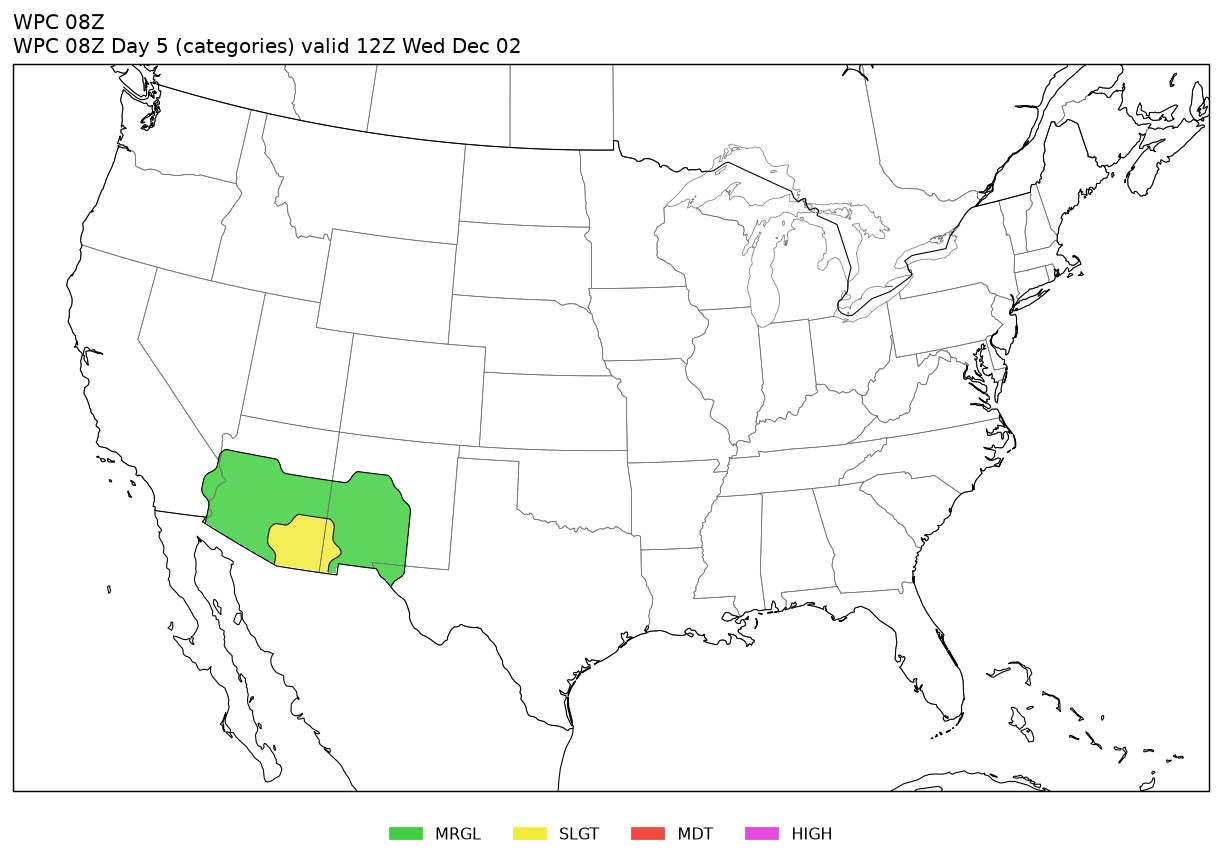 WPC 08Z
WPC 08Z Day 5 (categories) valid 12Z Wed Dec 02
MRGL SLGT MDT HIGH